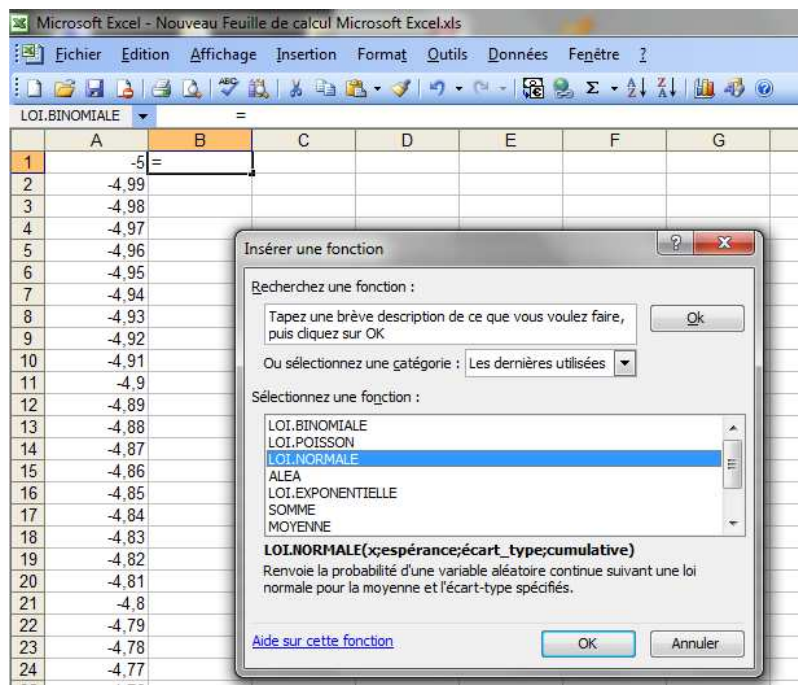 Microsoft Excel - Nouveau Feuille de calcul Microsoft Excel.xls
Fichier Edition Affichage Insertion Format Outils Données Fenêtre ?
LOI.BINOMIALE =
A B C D E F G
1 -5 =
2 -4,99
3 -4,98
4 -4,97
5 -4,96
6 -4,95
7 -4,94
8 -4,93
9 -4,92
10 -4,91
11 -4,9
12 -4,89
13 -4,88
14 -4,87
15 -4,86
16 -4,85
17 -4,84
18 -4,83
19 -4,82
20 -4,81
21 -4,8
22 -4,79
23 -4,78
24 -4,77
Insérer une fonction
Recherchez une fonction :
Tapez une brève description de ce que vous voulez faire,
puis cliquez sur OK
Ok
Ou sélectionnez une catégorie : Les dernières utilisées
Sélectionnez une fonction :
LOI.BINOMIALE
LOI.POISSON
LOI.NORMALE
ALEA
LOI.EXPONENTIELLE
SOMME
MOYENNE
LOI.NORMALE(x;espérance;écart_type;cumulative)
Renvoie la probabilité d'une variable aléatoire continue suivant une loi
normale pour la moyenne et l'écart-type spécifiés.
Aide sur cette fonction
OK Annuler